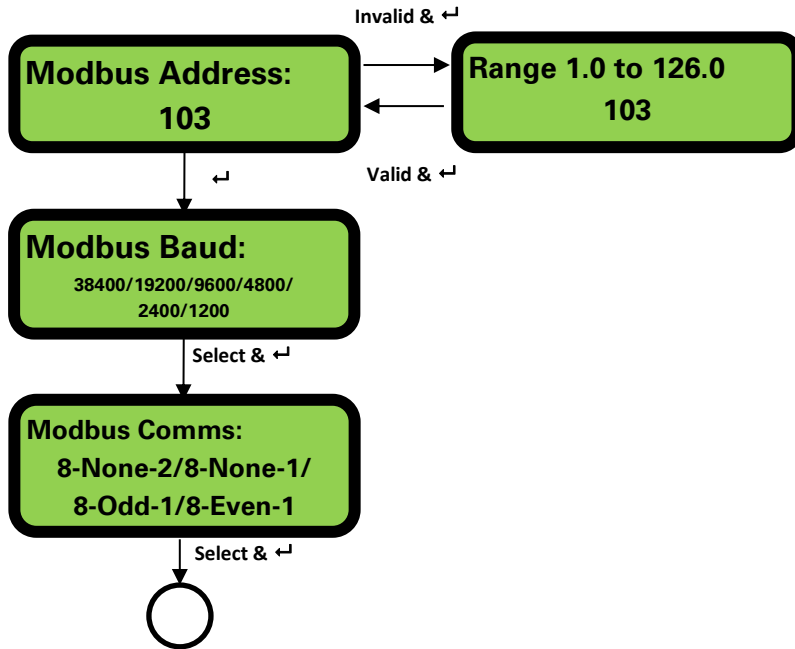 Invalid & ↵
Modbus Address:
103
Range 1.0 to 126.0
103
↵
Valid & ↵
Modbus Baud:
38400/19200/9600/4800/
2400/1200
Select & ↵
Modbus Comms:
8-None-2/8-None-1/
8-Odd-1/8-Even-1
Select & ↵